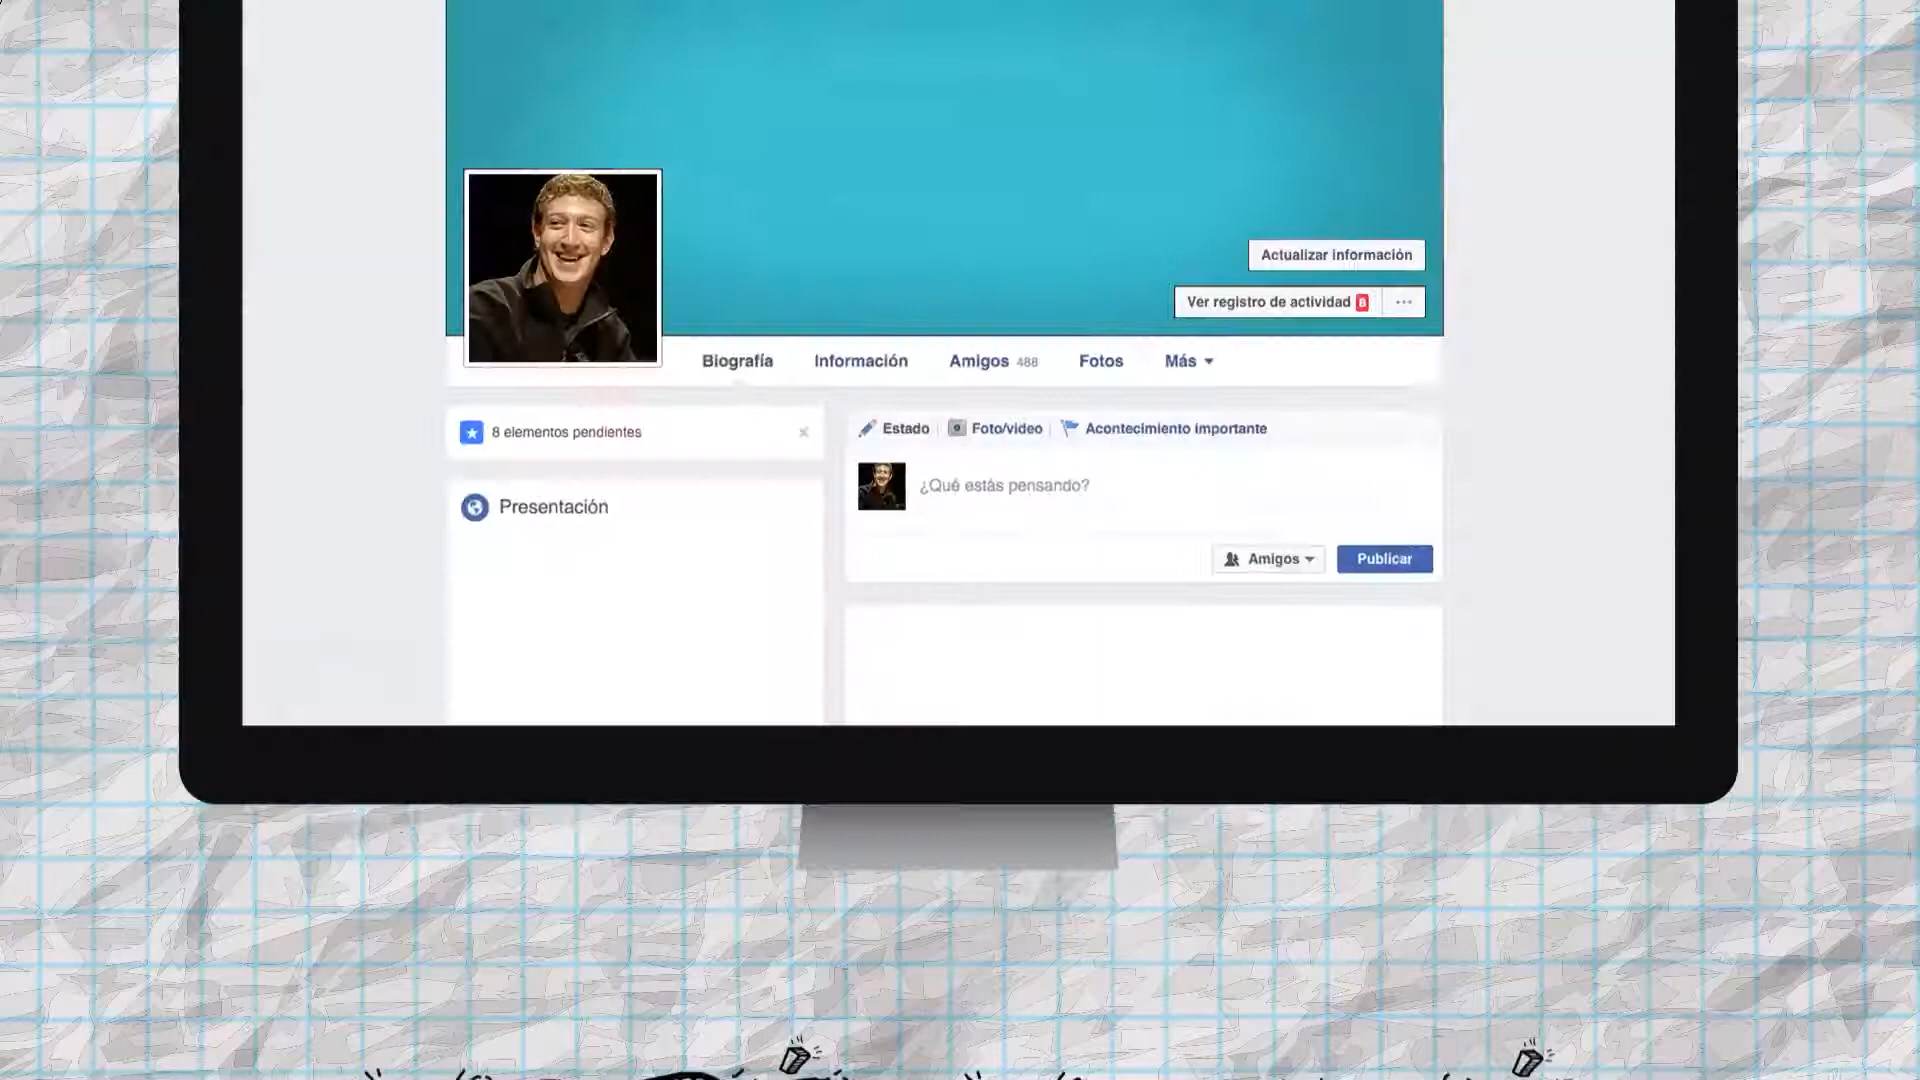 Actualizar información
Ver registro de actividad 8 ...
Biografía Información Amigos 488 Fotos Más
8 elementos pendientes
Estado Foto/video Acontecimiento importante
¿Qué estás pensando?
Presentación
Amigos Publicar